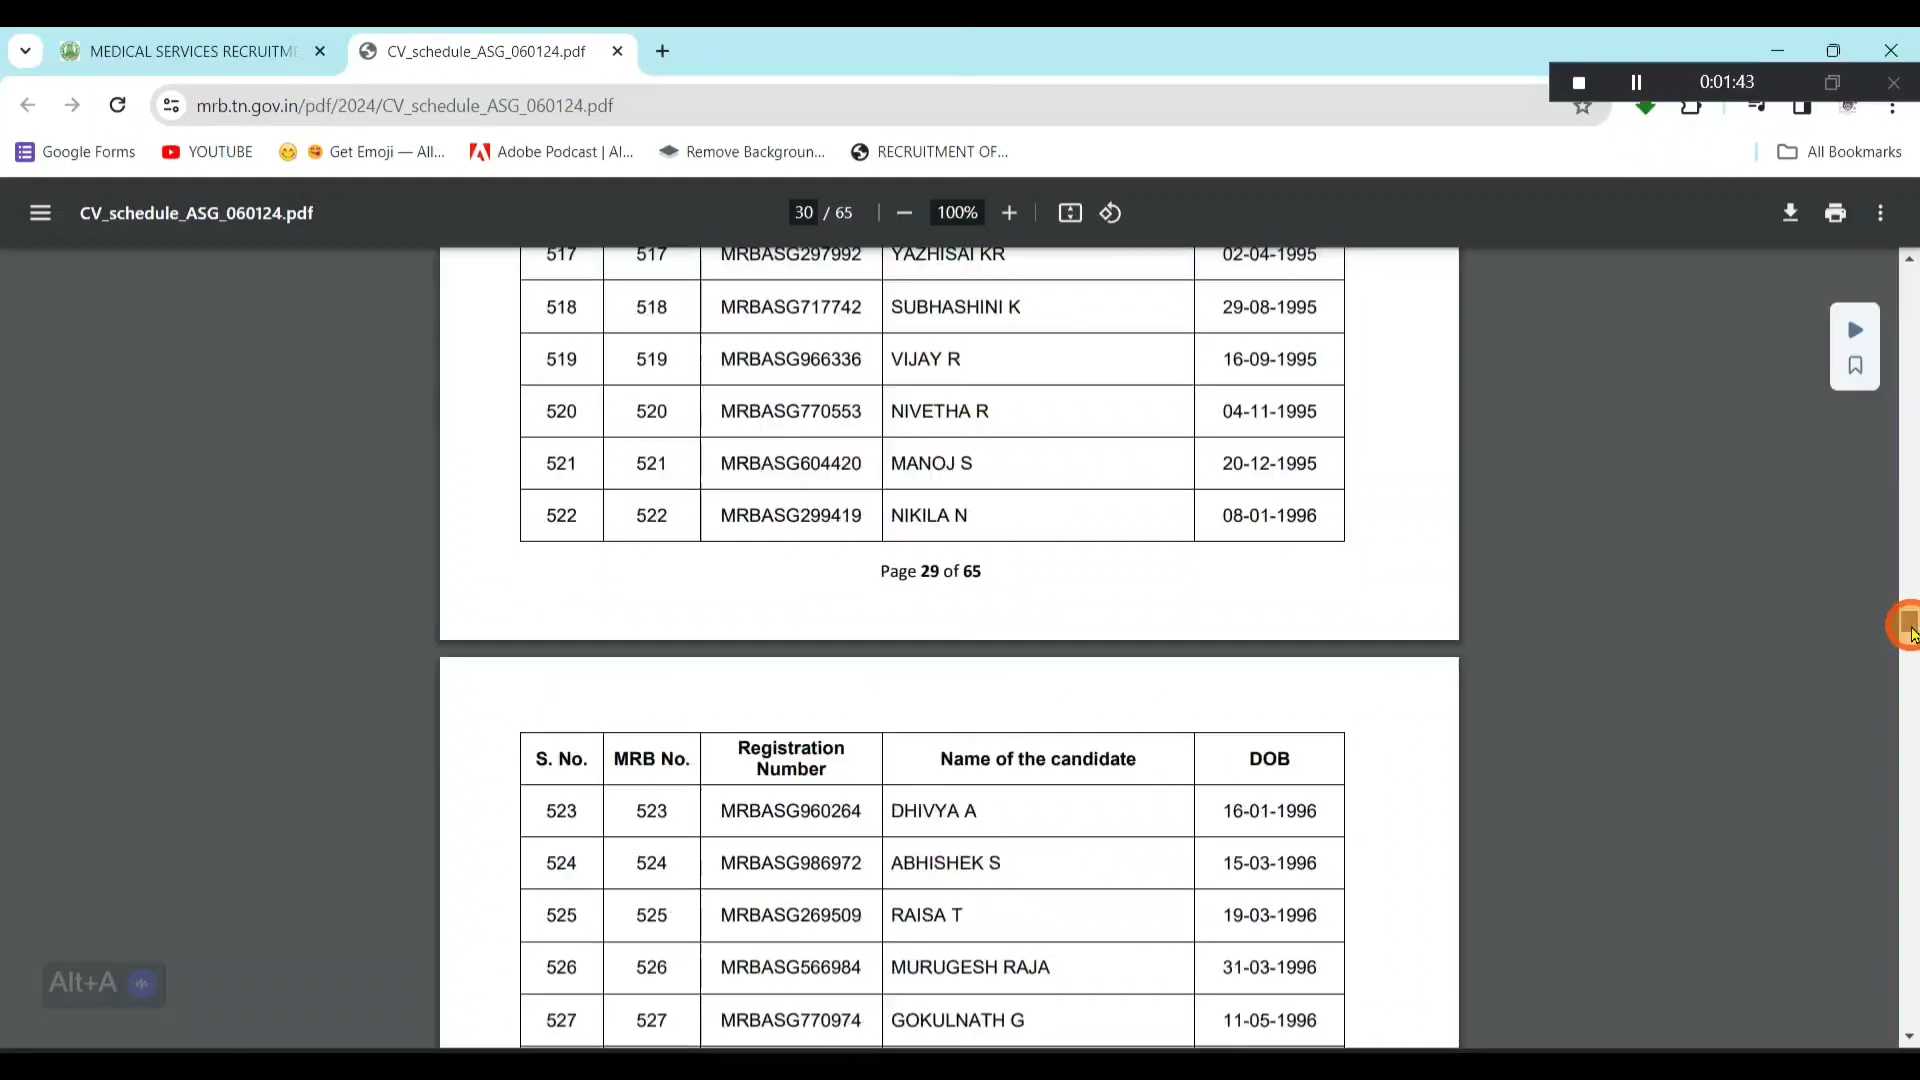 MEDICAL SERVICES RECRUITME
CV_schedule_ASG_060124.pdf
0:01:43
mrb.tn.gov.in/pdf/2024/CV_schedule_ASG_060124.pdf
Google Forms YOUTUBE Get Emoji — All... Adobe Podcast | AI... Remove Backgroun... RECRUITMENT OF... All Bookmarks
CV_schedule_ASG_060124.pdf 30 / 65 100%
517 517 MRBASG297992 YAZHISAI KR 02-04-1995
518 518 MRBASG717742 SUBHASHINI K 29-08-1995
519 519 MRBASG966336 VIJAY R 16-09-1995
520 520 MRBASG770553 NIVETHA R 04-11-1995
521 521 MRBASG604420 MANOJ S 20-12-1995
522 522 MRBASG299419 NIKILA N 08-01-1996
Page 29 of 65
S. No. MRB No. Registration Number Name of the candidate DOB
523 523 MRBASG960264 DHIVYA A 16-01-1996
524 524 MRBASG986972 ABHISHEK S 15-03-1996
525 525 MRBASG269509 RAISA T 19-03-1996
526 526 MRBASG566984 MURUGESH RAJA 31-03-1996
527 527 MRBASG770974 GOKULNATH G 11-05-1996
Alt+A